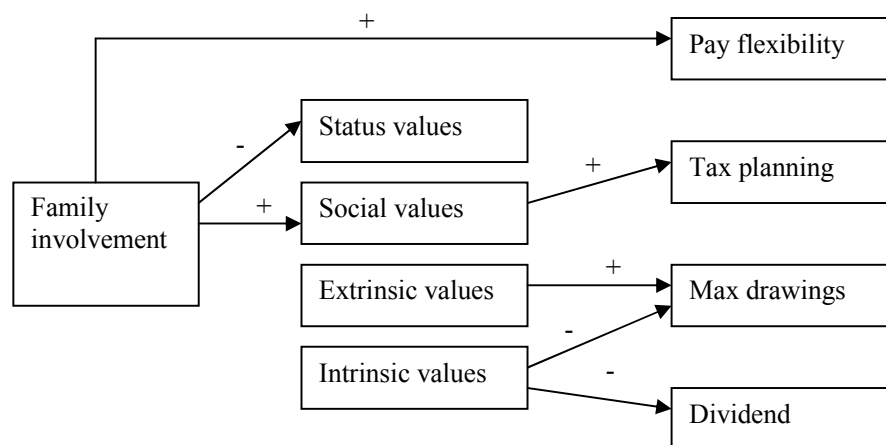 +
Pay flexibility
Status values
-
+
Tax planning
Family
involvement
+
Social values
Extrinsic values
+
Max drawings
-
Intrinsic values
-
Dividend